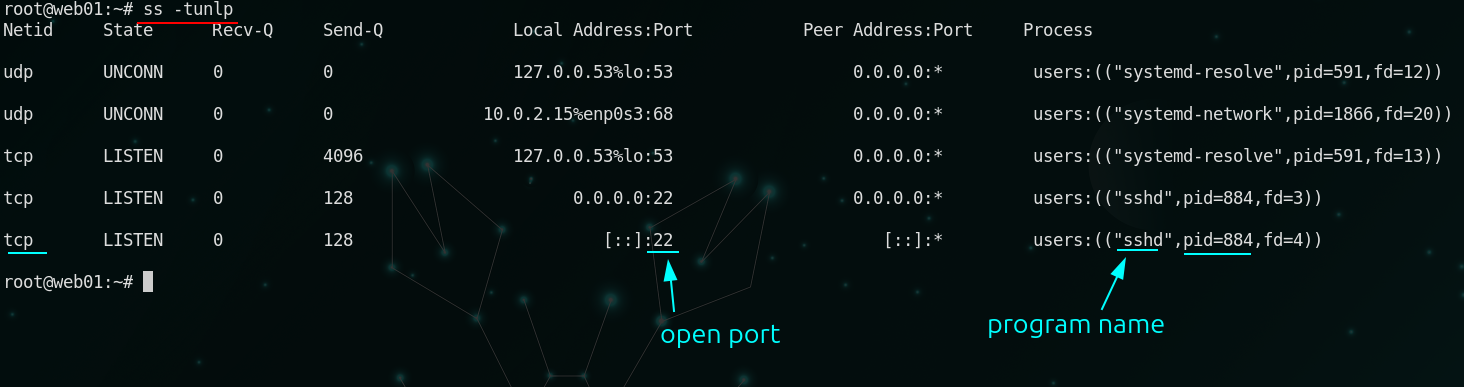 root@web01:~# ss -tunlp
Netid State Recv-Q Send-Q Local Address:Port Peer Address:Port Process
udp UNCONN 0 0 127.0.0.53%lo:53 0.0.0.0:* users:(("systemd-resolve",pid=591,fd=12))
udp UNCONN 0 0 10.0.2.15%enp0s3:68 0.0.0.0:* users:(("systemd-network",pid=1866,fd=20))
tcp LISTEN 0 4096 127.0.0.53%lo:53 0.0.0.0:* users:(("systemd-resolve",pid=591,fd=13))
tcp LISTEN 0 128 0.0.0.0:22 0.0.0.0:* users:(("sshd",pid=884,fd=3))
tcp LISTEN 0 128 [::]:22 [::]:* users:(("sshd",pid=884,fd=4))
root@web01:~#
open port
program name